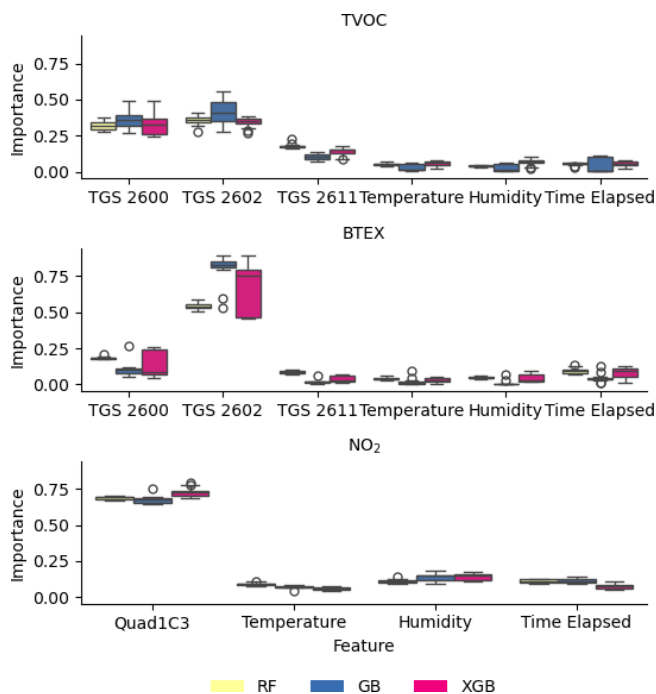 TVOC
Importance
0.75
0.50
0.25
0.00
TGS 2600 TGS 2602 TGS 2611 Temperature Humidity Time Elapsed
BTEX
Importance
0.75
0.50
0.25
0.00
TGS 2600 TGS 2602 TGS 2611 Temperature Humidity Time Elapsed
NO₂
Importance
0.75
0.50
0.25
0.00
Quad1C3 Temperature Humidity Time Elapsed
Feature
RF GB XGB